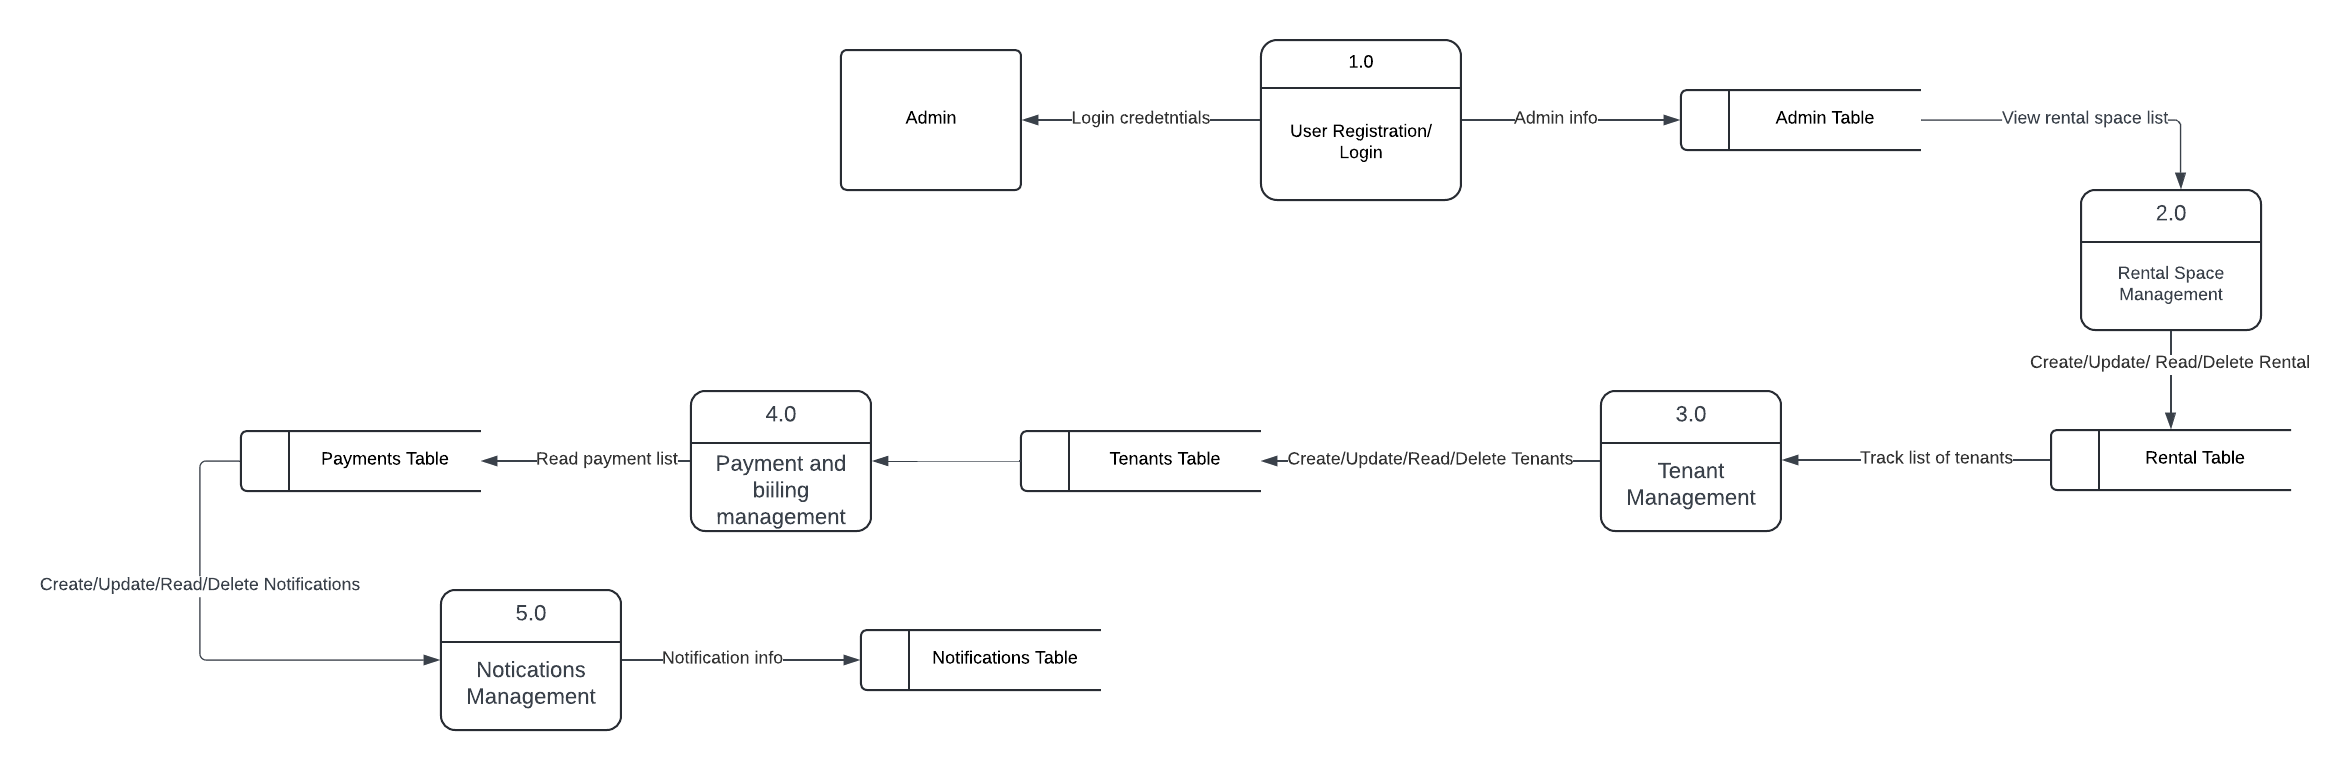 1.0
Admin
Login credetntials
User Registration/
Login
Admin info
Admin Table
View rental space list
2.0
Rental Space
Management
Create/Update/ Read/Delete Rental
Payments Table
Read payment list
4.0
Payment and
biiling
management
Tenants Table
Create/Update/Read/Delete Tenants
3.0
Tenant
Management
Track list of tenants
Rental Table
Create/Update/Read/Delete Notifications
5.0
Notications
Management
Notification info
Notifications Table